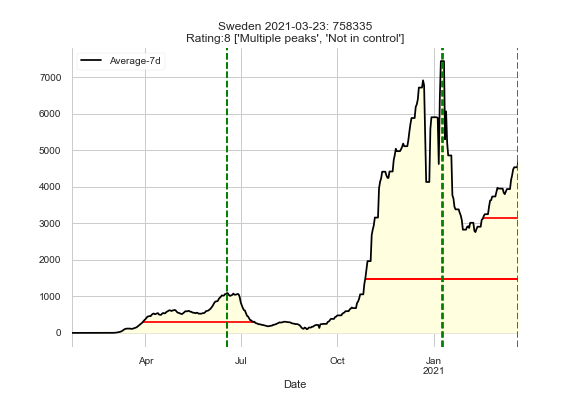 Sweden 2021-03-23: 758335
Rating:8 ['Multiple peaks', 'Not in control']
Average-7d
7000
6000
5000
4000
3000
2000
1000
0
Apr
Jul
Oct
Jan
2021
Date